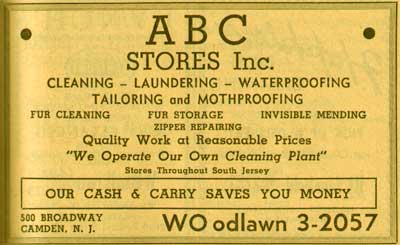 ABC
STORES Inc.
CLEANING – LAUNDERING – WATERPROOFING
TAILORING and MOTHPROOFING
FUR CLEANING FUR STORAGE INVISIBLE MENDING
ZIPPER REPAIRING
Quality Work at Reasonable Prices
"We Operate Our Own Cleaning Plant"
Stores Throughout South Jersey
OUR CASH & CARRY SAVES YOU MONEY
500 BROADWAY
CAMDEN, N. J.
WO odlawn 3-2057